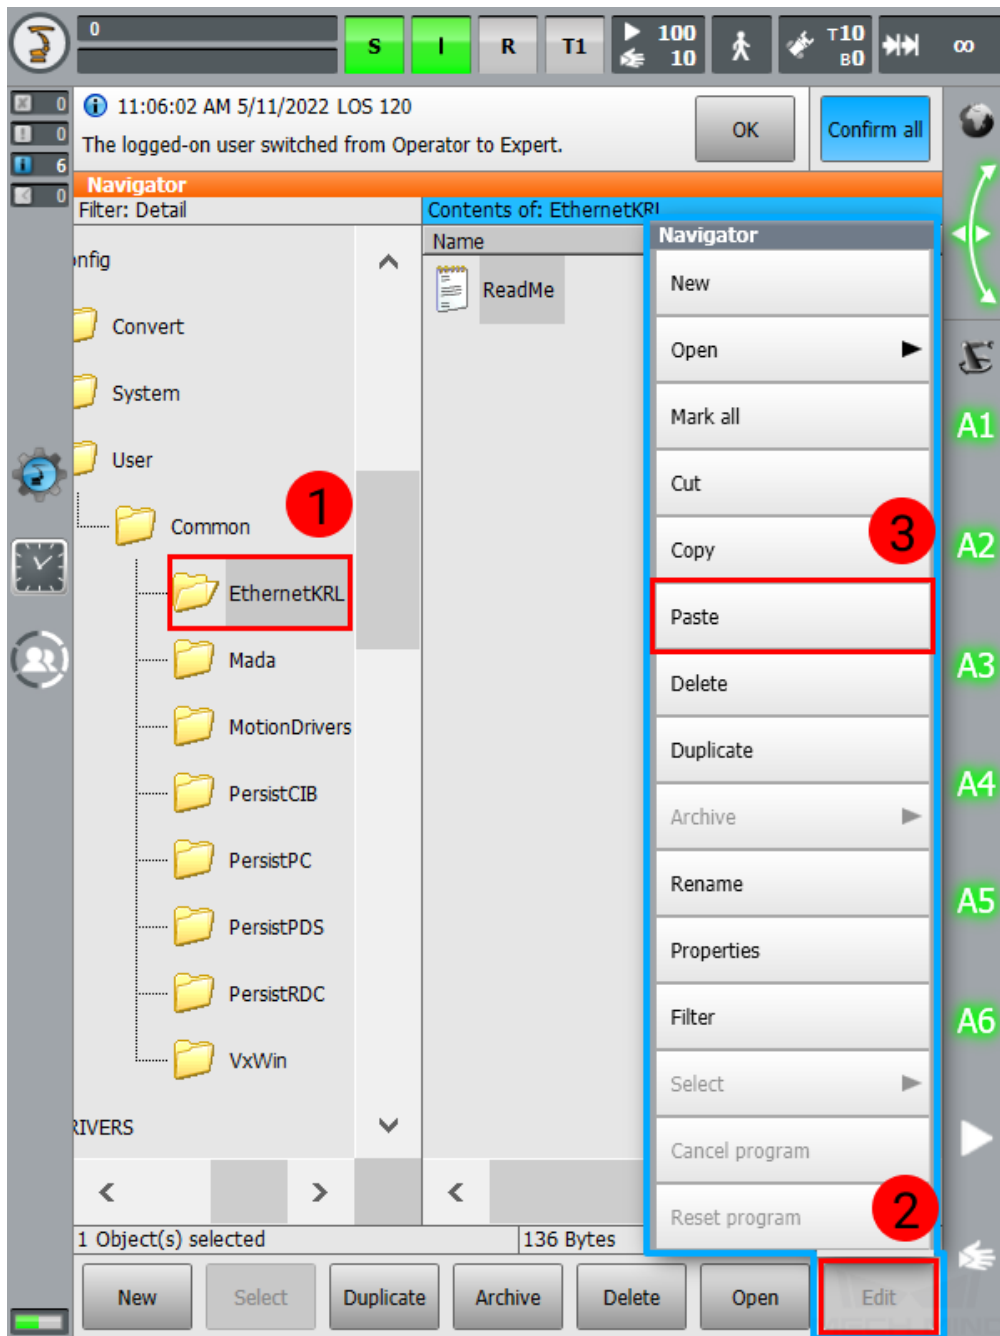 0
S
I
R
T1
100
10
T10
B0
∞
0
0
6
0
11:06:02 AM 5/11/2022 LOS 120
The logged-on user switched from Operator to Expert.
OK
Confirm all
Navigator
Filter: Detail
Contents of: EthernetKRL
Name
ReadMe
onfig
Convert
System
User
Common
1
EthernetKRL
Mada
MotionDrivers
PersistCIB
PersistPC
PersistPDS
PersistRDC
VxWin
RIVERS
Navigator
New
Open
Mark all
Cut
Copy
3
Paste
Delete
Duplicate
Archive
Rename
Properties
Filter
Select
Cancel program
Reset program
2
A1
A2
A3
A4
A5
A6
1 Object(s) selected
136 Bytes
New
Select
Duplicate
Archive
Delete
Open
Edit